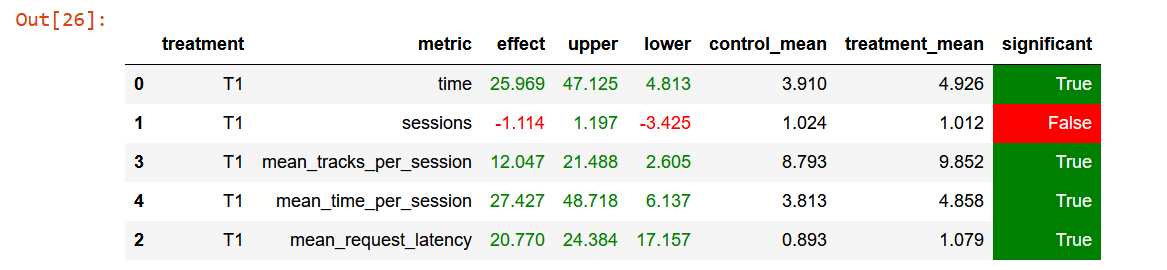 Out[26]:
treatment metric effect upper lower control_mean treatment_mean significant
0 T1 time 25.969 47.125 4.813 3.910 4.926 True
1 T1 sessions -1.114 1.197 -3.425 1.024 1.012 False
3 T1 mean_tracks_per_session 12.047 21.488 2.605 8.793 9.852 True
4 T1 mean_time_per_session 27.427 48.718 6.137 3.813 4.858 True
2 T1 mean_request_latency 20.770 24.384 17.157 0.893 1.079 True